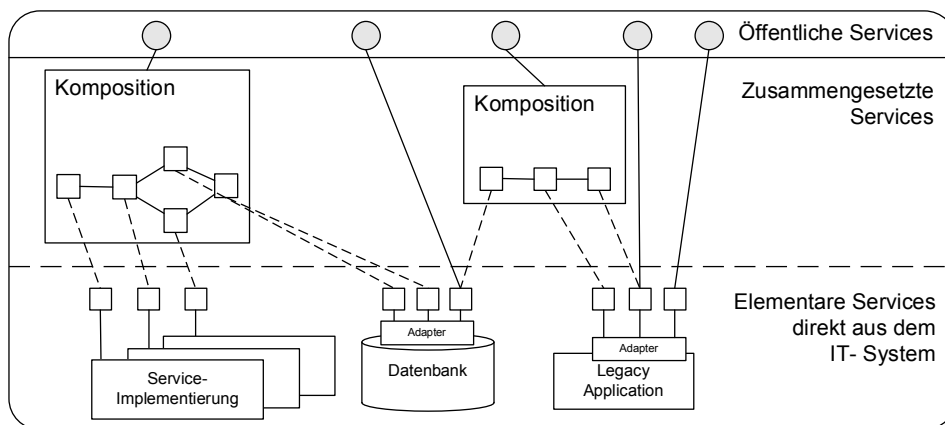 Öffentliche Services
Komposition
Komposition
Zusammengesetzte
Services
Elementare Services
direkt aus dem
IT- System
Adapter
Adapter
Service-
Implementierung
Datenbank
Legacy
Application